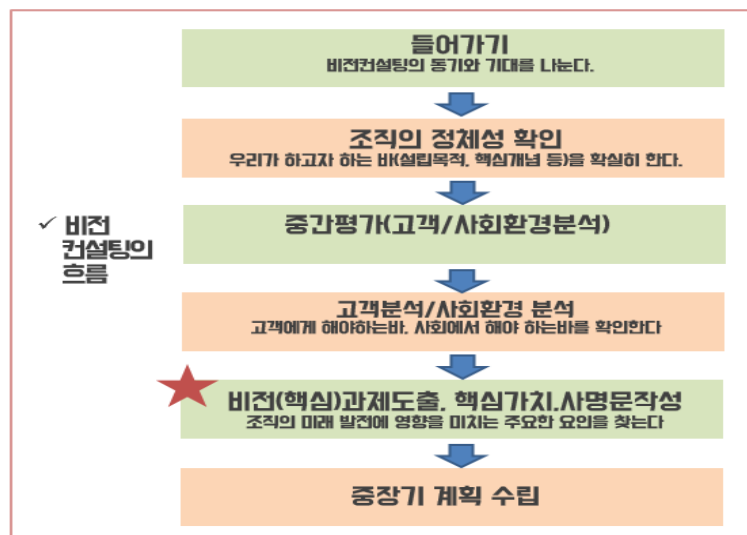 들어가기
비전컨설팅의 동기와 기대를 나눈다.
조직의 정체성 확인
우리가 하고자 하는 바(설립목적, 핵심개념 등)을 확실히 한다.
✓ 비전
컨설팅의
흐름
중간평가(고객/사회환경분석)
고객분석/사회환경 분석
고객에게 해야하는바, 사회에서 해야 하는바를 확인한다
비전(핵심)과제도출, 핵심가치,사명문작성
조직의 미래 발전에 영향을 미치는 주요한 요인을 찾는다
중장기 계획 수립